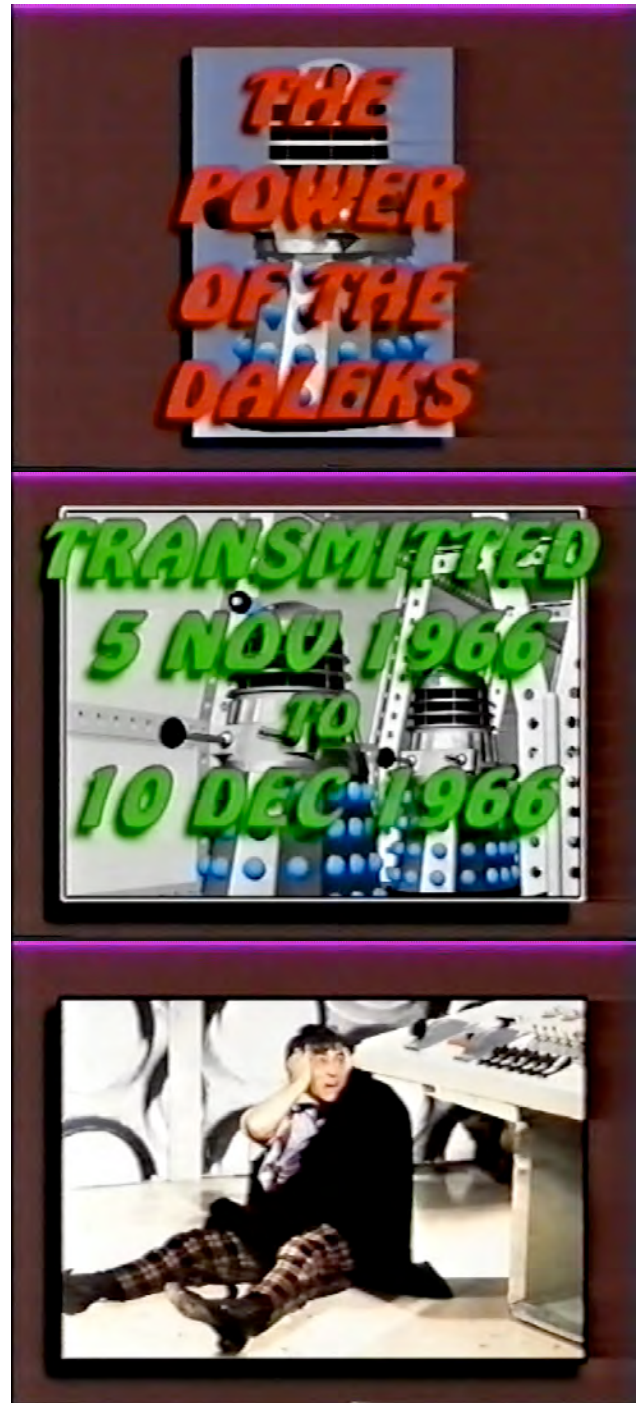 THE
POWER
OF THE
DALEKS
TRANSMITTED
5 NOV 1966
TO
10 DEC 1966